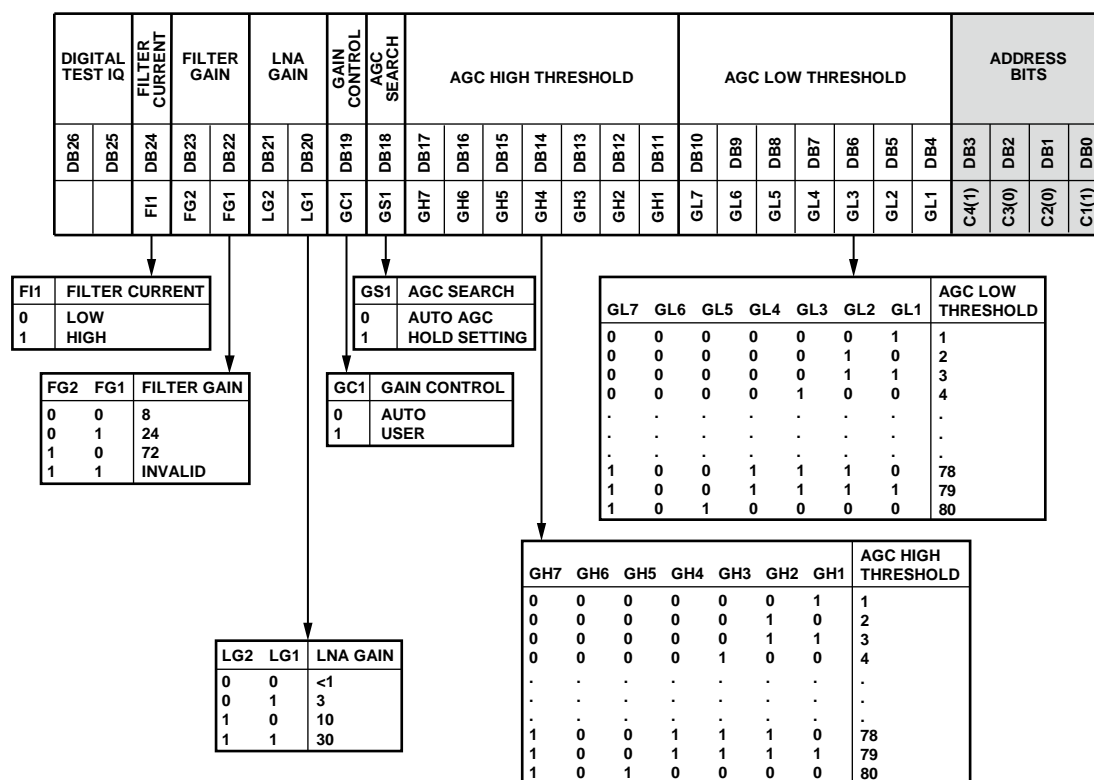 DIGITAL TEST IQ
FILTER CURRENT
FILTER GAIN
LNA GAIN
GAIN CONTROL
AGC SEARCH
AGC HIGH THRESHOLD
AGC LOW THRESHOLD
ADDRESS BITS
DB26 DB25 DB24 DB23 DB22 DB21 DB20 DB19 DB18 DB17 DB16 DB15 DB14 DB13 DB12 DB11 DB10 DB9 DB8 DB7 DB6 DB5 DB4 DB3 DB2 DB1 DB0
FI1 FG2 FG1 LG2 LG1 GC1 GS1 GH7 GH6 GH5 GH4 GH3 GH2 GH1 GL7 GL6 GL5 GL4 GL3 GL2 GL1 C4(1) C3(0) C2(0) C1(1)
FI1 FILTER CURRENT
0 LOW
1 HIGH
GS1 AGC SEARCH
0 AUTO AGC
1 HOLD SETTING
FG2 FG1 FILTER GAIN
0 0 8
0 1 24
1 0 72
1 1 INVALID
GC1 GAIN CONTROL
0 AUTO
1 USER
GL7 GL6 GL5 GL4 GL3 GL2 GL1 AGC LOW THRESHOLD
0 0 0 0 0 0 1 1
0 0 0 0 0 1 0 2
0 0 0 0 0 1 1 3
0 0 0 0 1 0 0 4
. . . . . . . .
. . . . . . . .
. . . . . . . .
1 0 0 1 1 1 0 78
1 0 0 1 1 1 1 79
1 0 1 0 0 0 0 80
GH7 GH6 GH5 GH4 GH3 GH2 GH1 AGC HIGH THRESHOLD
0 0 0 0 0 0 1 1
0 0 0 0 0 1 0 2
0 0 0 0 0 1 1 3
0 0 0 0 1 0 0 4
. . . . . . . .
. . . . . . . .
. . . . . . . .
1 0 0 1 1 1 0 78
1 0 0 1 1 1 1 79
1 0 1 0 0 0 0 80
LG2 LG1 LNA GAIN
0 0 <1
0 1 3
1 0 10
1 1 30